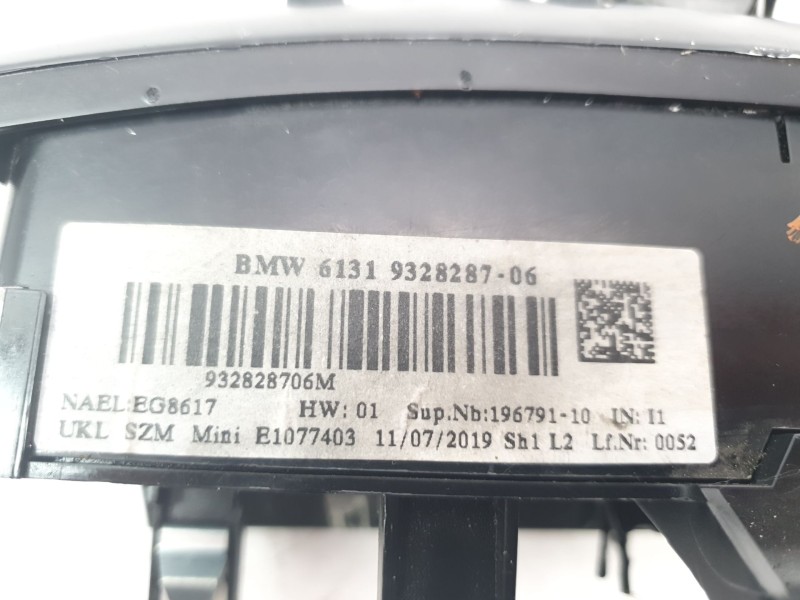 BMW 6131 9328287-06
932828706M
NAEL:EG8617 HW: 01 Sup.Nb:196791-10 IN: I1
UKL SZM Mini E1077403 11/07/2019 Sh1 L2 Lf.Nr: 0052